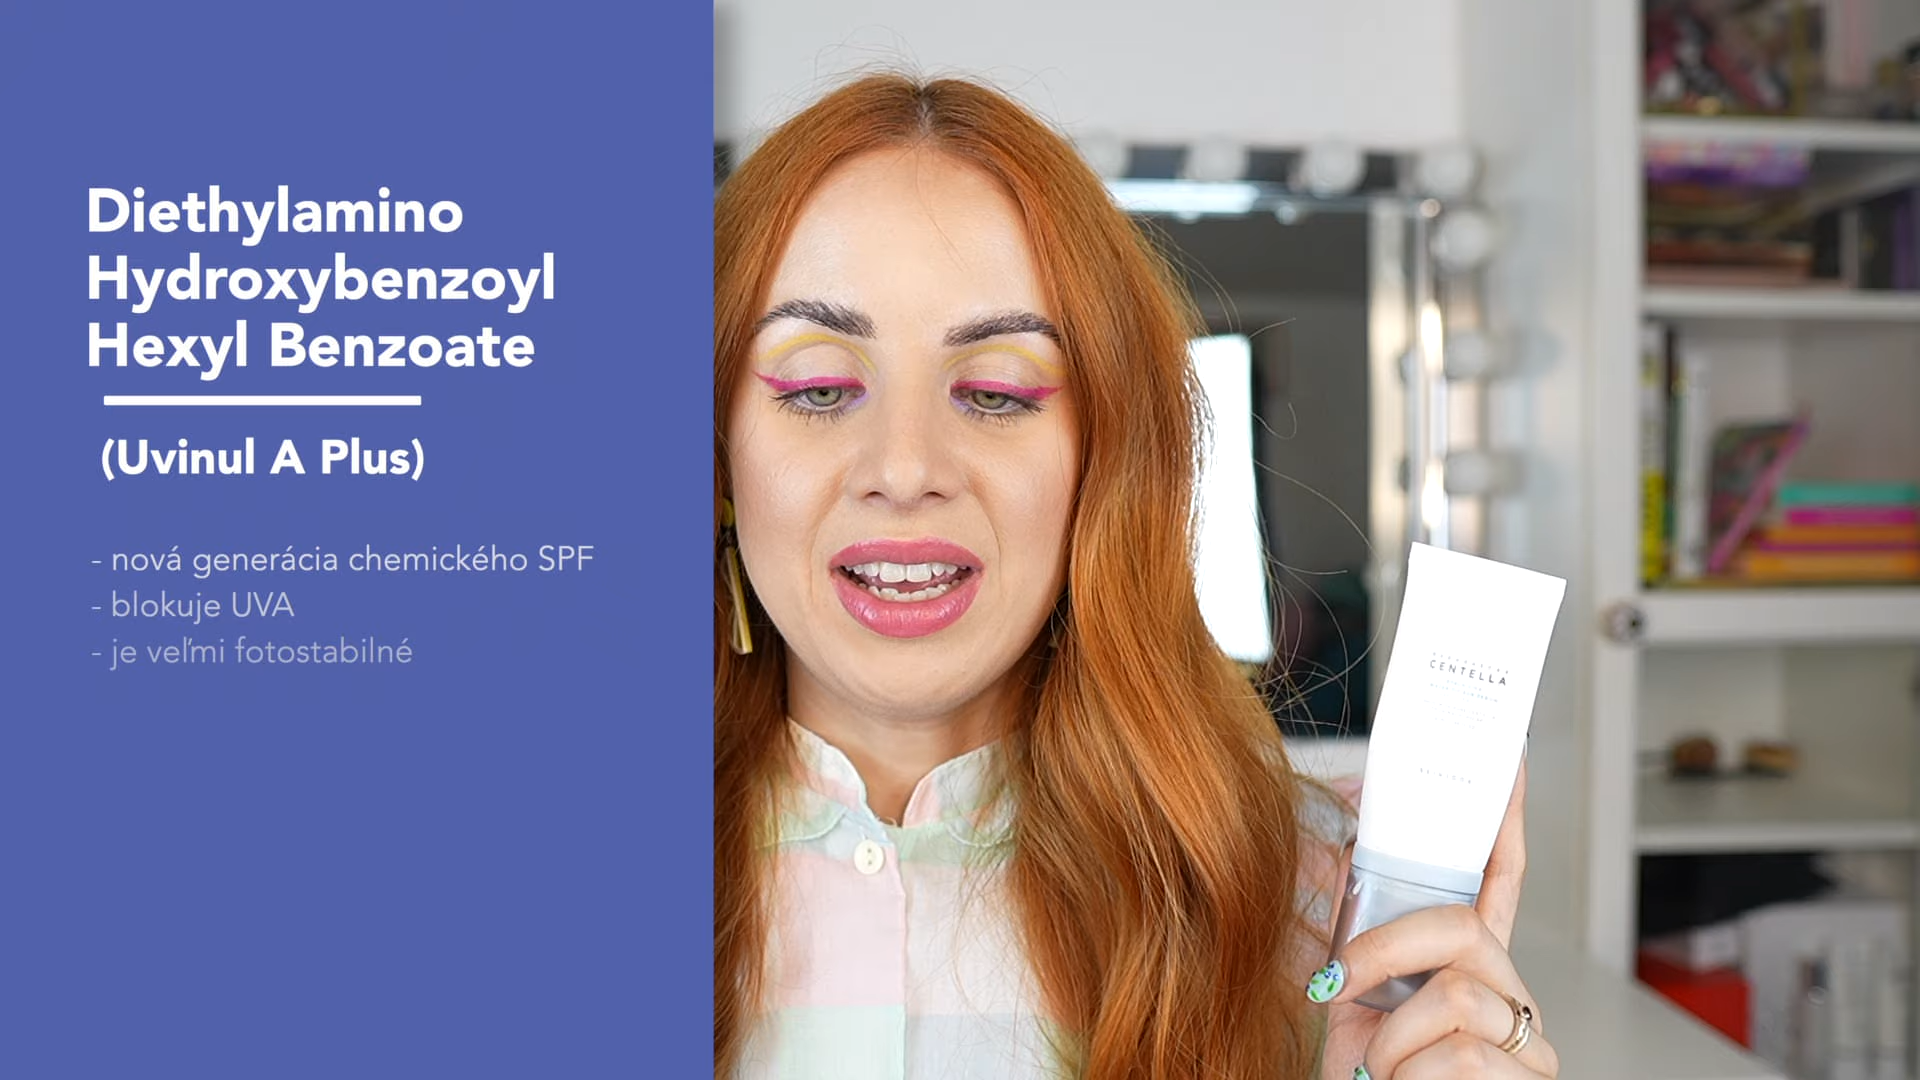 Diethylamino
Hydroxybenzoyl
Hexyl Benzoate
(Uvinul A Plus)
- nová generácia chemického SPF
- blokuje UVA
- je veľmi fotostabilné
CENTELLA